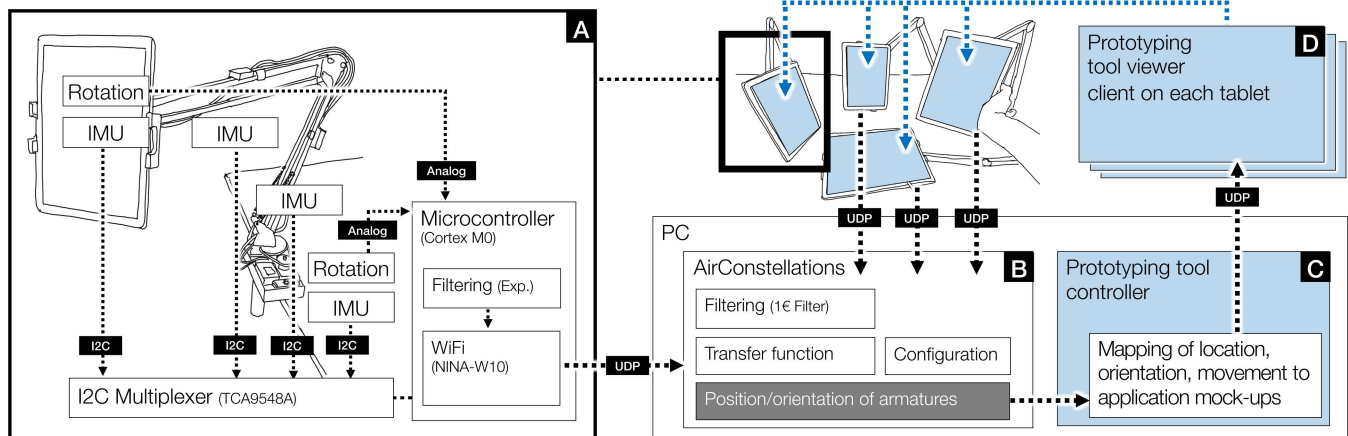 A
Rotation
IMU
IMU
IMU
Analog
Analog
Rotation
IMU
I2C
I2C
I2C
I2C
I2C Multiplexer (TCA9548A)
Microcontroller
(Cortex M0)
Filtering (Exp.)
WiFi
(NINA-W10)
UDP
UDP
UDP
UDP
PC
AirConstellations
B
Filtering (1€ Filter)
Transfer function
Configuration
Position/orientation of armatures
Prototyping tool
controller
C
Mapping of location,
orientation, movement to
application mock-ups
UDP
Prototyping
tool viewer
client on each tablet
D